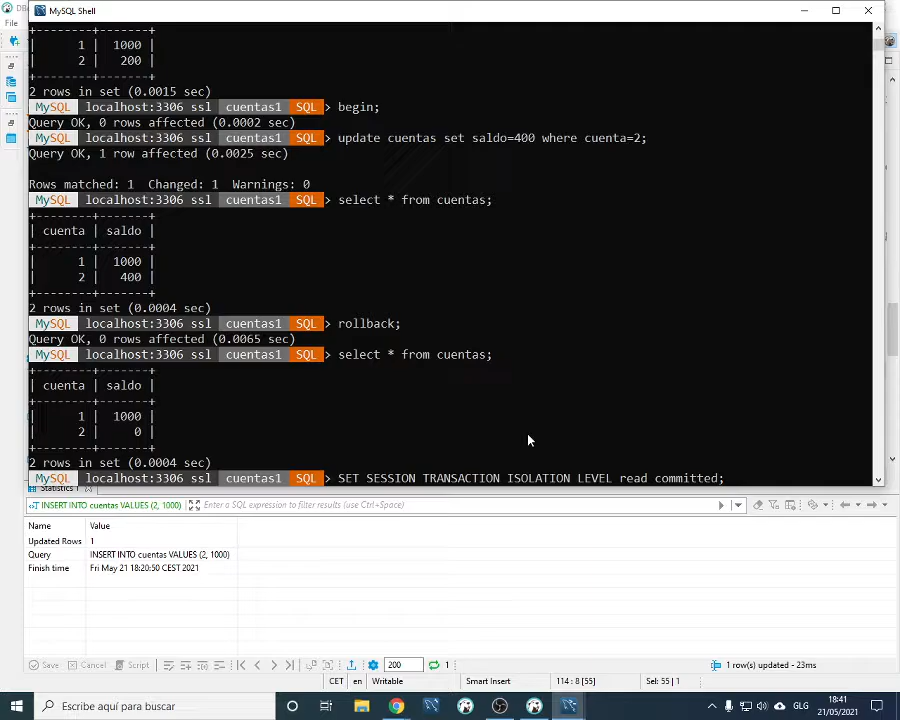 DB
MySQL Shell
File
+--------+-------+
|      1 |  1000 |
|      2 |   200 |
+--------+-------+
2 rows in set (0.0015 sec)
MySQL localhost:3306 ssl cuentas1 SQL > begin;
Query OK, 0 rows affected (0.0002 sec)
MySQL localhost:3306 ssl cuentas1 SQL > update cuentas set saldo=400 where cuenta=2;
Query OK, 1 row affected (0.0025 sec)
Rows matched: 1  Changed: 1  Warnings: 0
MySQL localhost:3306 ssl cuentas1 SQL > select * from cuentas;
+--------+-------+
| cuenta | saldo |
+--------+-------+
|      1 |  1000 |
|      2 |   400 |
+--------+-------+
2 rows in set (0.0004 sec)
MySQL localhost:3306 ssl cuentas1 SQL > rollback;
Query OK, 0 rows affected (0.0065 sec)
MySQL localhost:3306 ssl cuentas1 SQL > select * from cuentas;
+--------+-------+
| cuenta | saldo |
+--------+-------+
|      1 |  1000 |
|      2 |     0 |
+--------+-------+
2 rows in set (0.0004 sec)
MySQL localhost:3306 ssl cuentas1 SQL > SET SESSION TRANSACTION ISOLATION LEVEL read committed;
Statistics 1
INSERT INTO cuentas VALUES (2, 1000) Enter a SQL expression to filter results (use Ctrl+Space)
Name Value
Updated Rows 1
Query INSERT INTO cuentas VALUES (2, 1000)
Finish time Fri May 21 18:20:50 CEST 2021
Save Cancel Script 200 1 1 row(s) updated - 23ms
CET en Writable Smart Insert 114 : 8 [55] Sel: 55 | 1
Escribe aquí para buscar GLG 18:41
21/05/2021